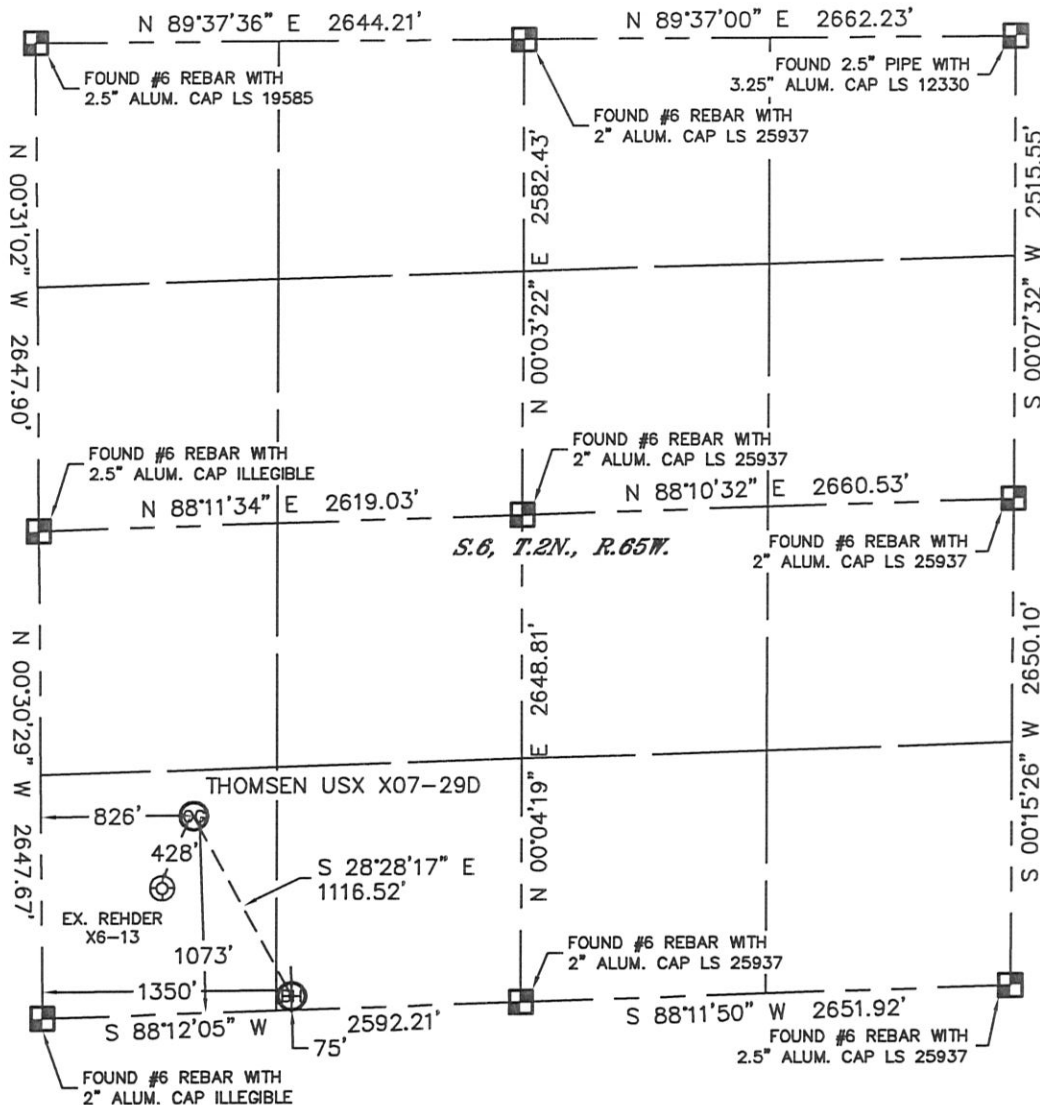 N 89°37'36" E 2644.21'
N 89°37'00" E 2662.23'
FOUND #6 REBAR WITH
2.5" ALUM. CAP LS 19585
FOUND #6 REBAR WITH
2" ALUM. CAP LS 25937
FOUND 2.5" PIPE WITH
3.25" ALUM. CAP LS 12330
N 00°31'02" W 2647.90'
N 00°03'22" E 2582.43'
S 00°07'32" W 2515.55'
FOUND #6 REBAR WITH
2.5" ALUM. CAP ILLEGIBLE
N 88°11'34" E 2619.03'
FOUND #6 REBAR WITH
2" ALUM. CAP LS 25937
N 88°10'32" E 2660.53'
S.6, T.2N., R.65W.
FOUND #6 REBAR WITH
2" ALUM. CAP LS 25937
N 00°30'29" W 2647.67'
N 00°04'19" E 2648.81'
S 00°15'26" W 2650.10'
THOMSEN USX X07-29D
826'
428'
S 28°28'17" E
1116.52'
EX. REHDER
X6-13
1073'
1350'
BH
75'
S 88°12'05" W 2592.21'
FOUND #6 REBAR WITH
2" ALUM. CAP LS 25937
S 88°11'50" W 2651.92'
FOUND #6 REBAR WITH
2.5" ALUM. CAP LS 25937
FOUND #6 REBAR WITH
2" ALUM. CAP ILLEGIBLE